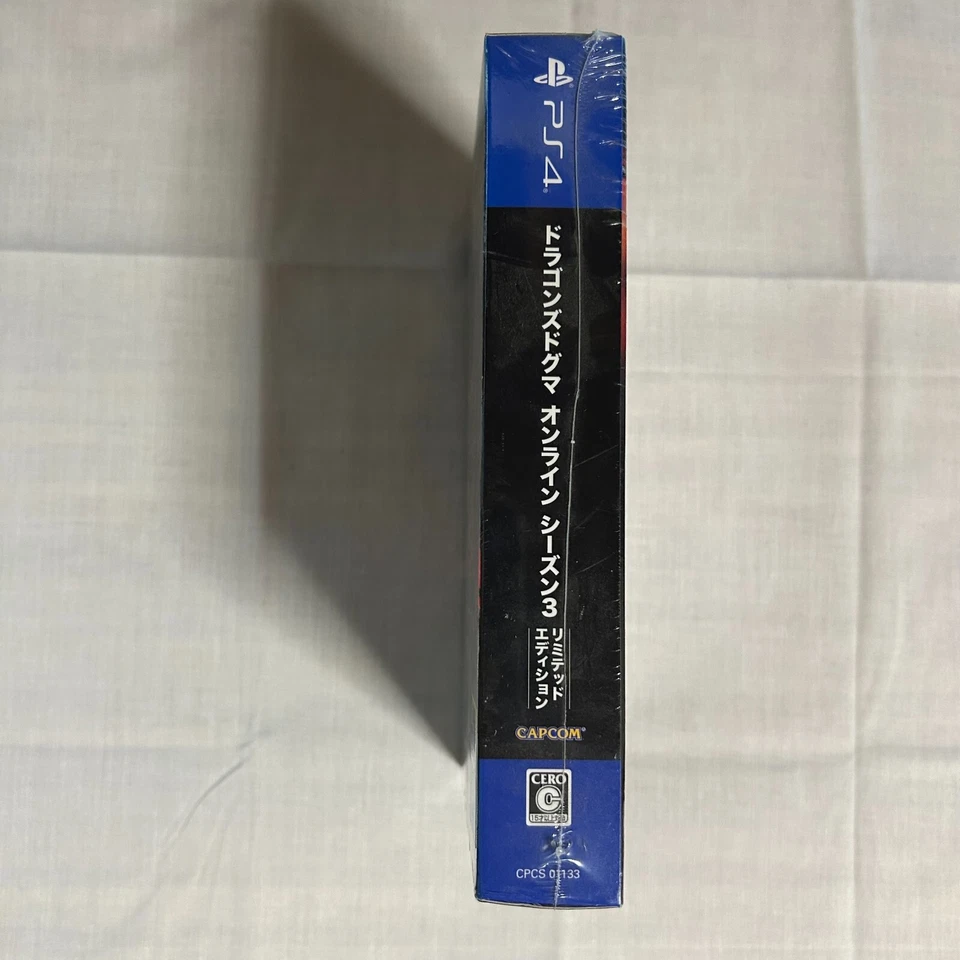 PS4
ドラゴンズドグマ オンライン シーズン3
リミテッド
エディション
CAPCOM
CERO
C
15才以上対象
CPCS 01133